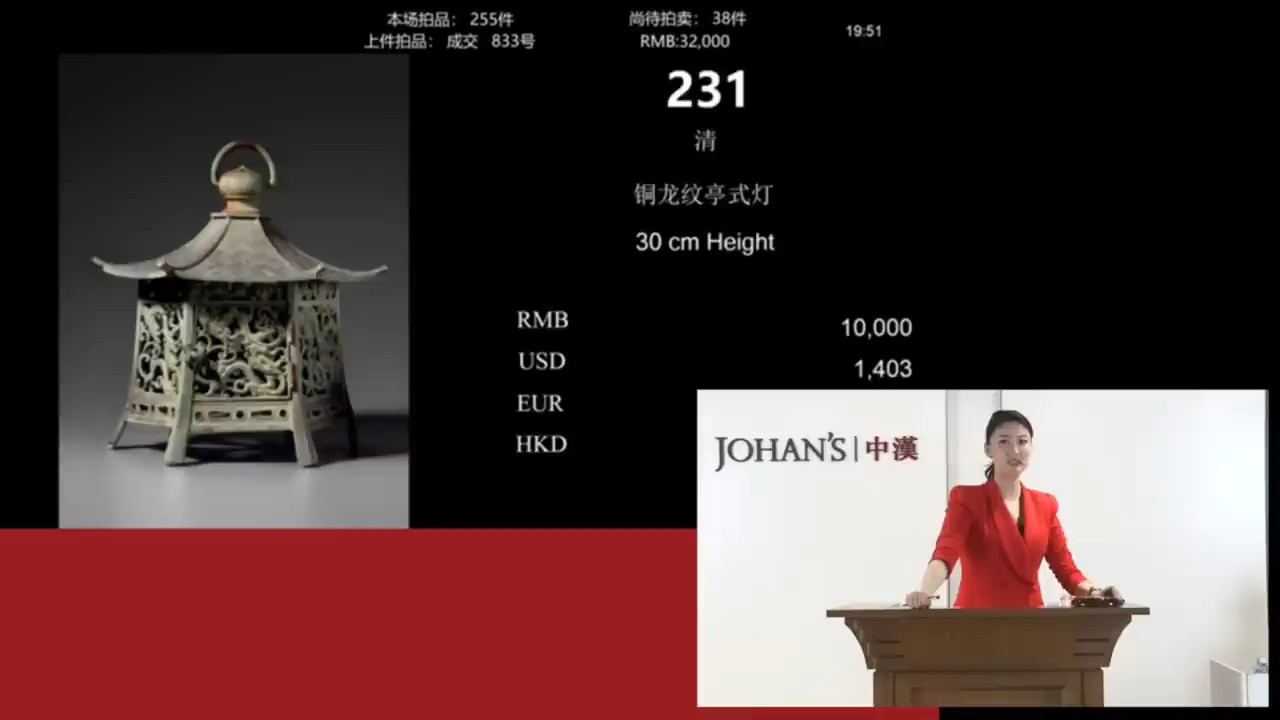 本场拍品： 255件
尚待拍卖： 38件
上件拍品： 成交 833号
RMB:32,000
19:51
231
清
铜龙纹亭式灯
30 cm Height
RMB 10,000
USD 1,403
EUR
HKD
JOHAN'S | 中漢